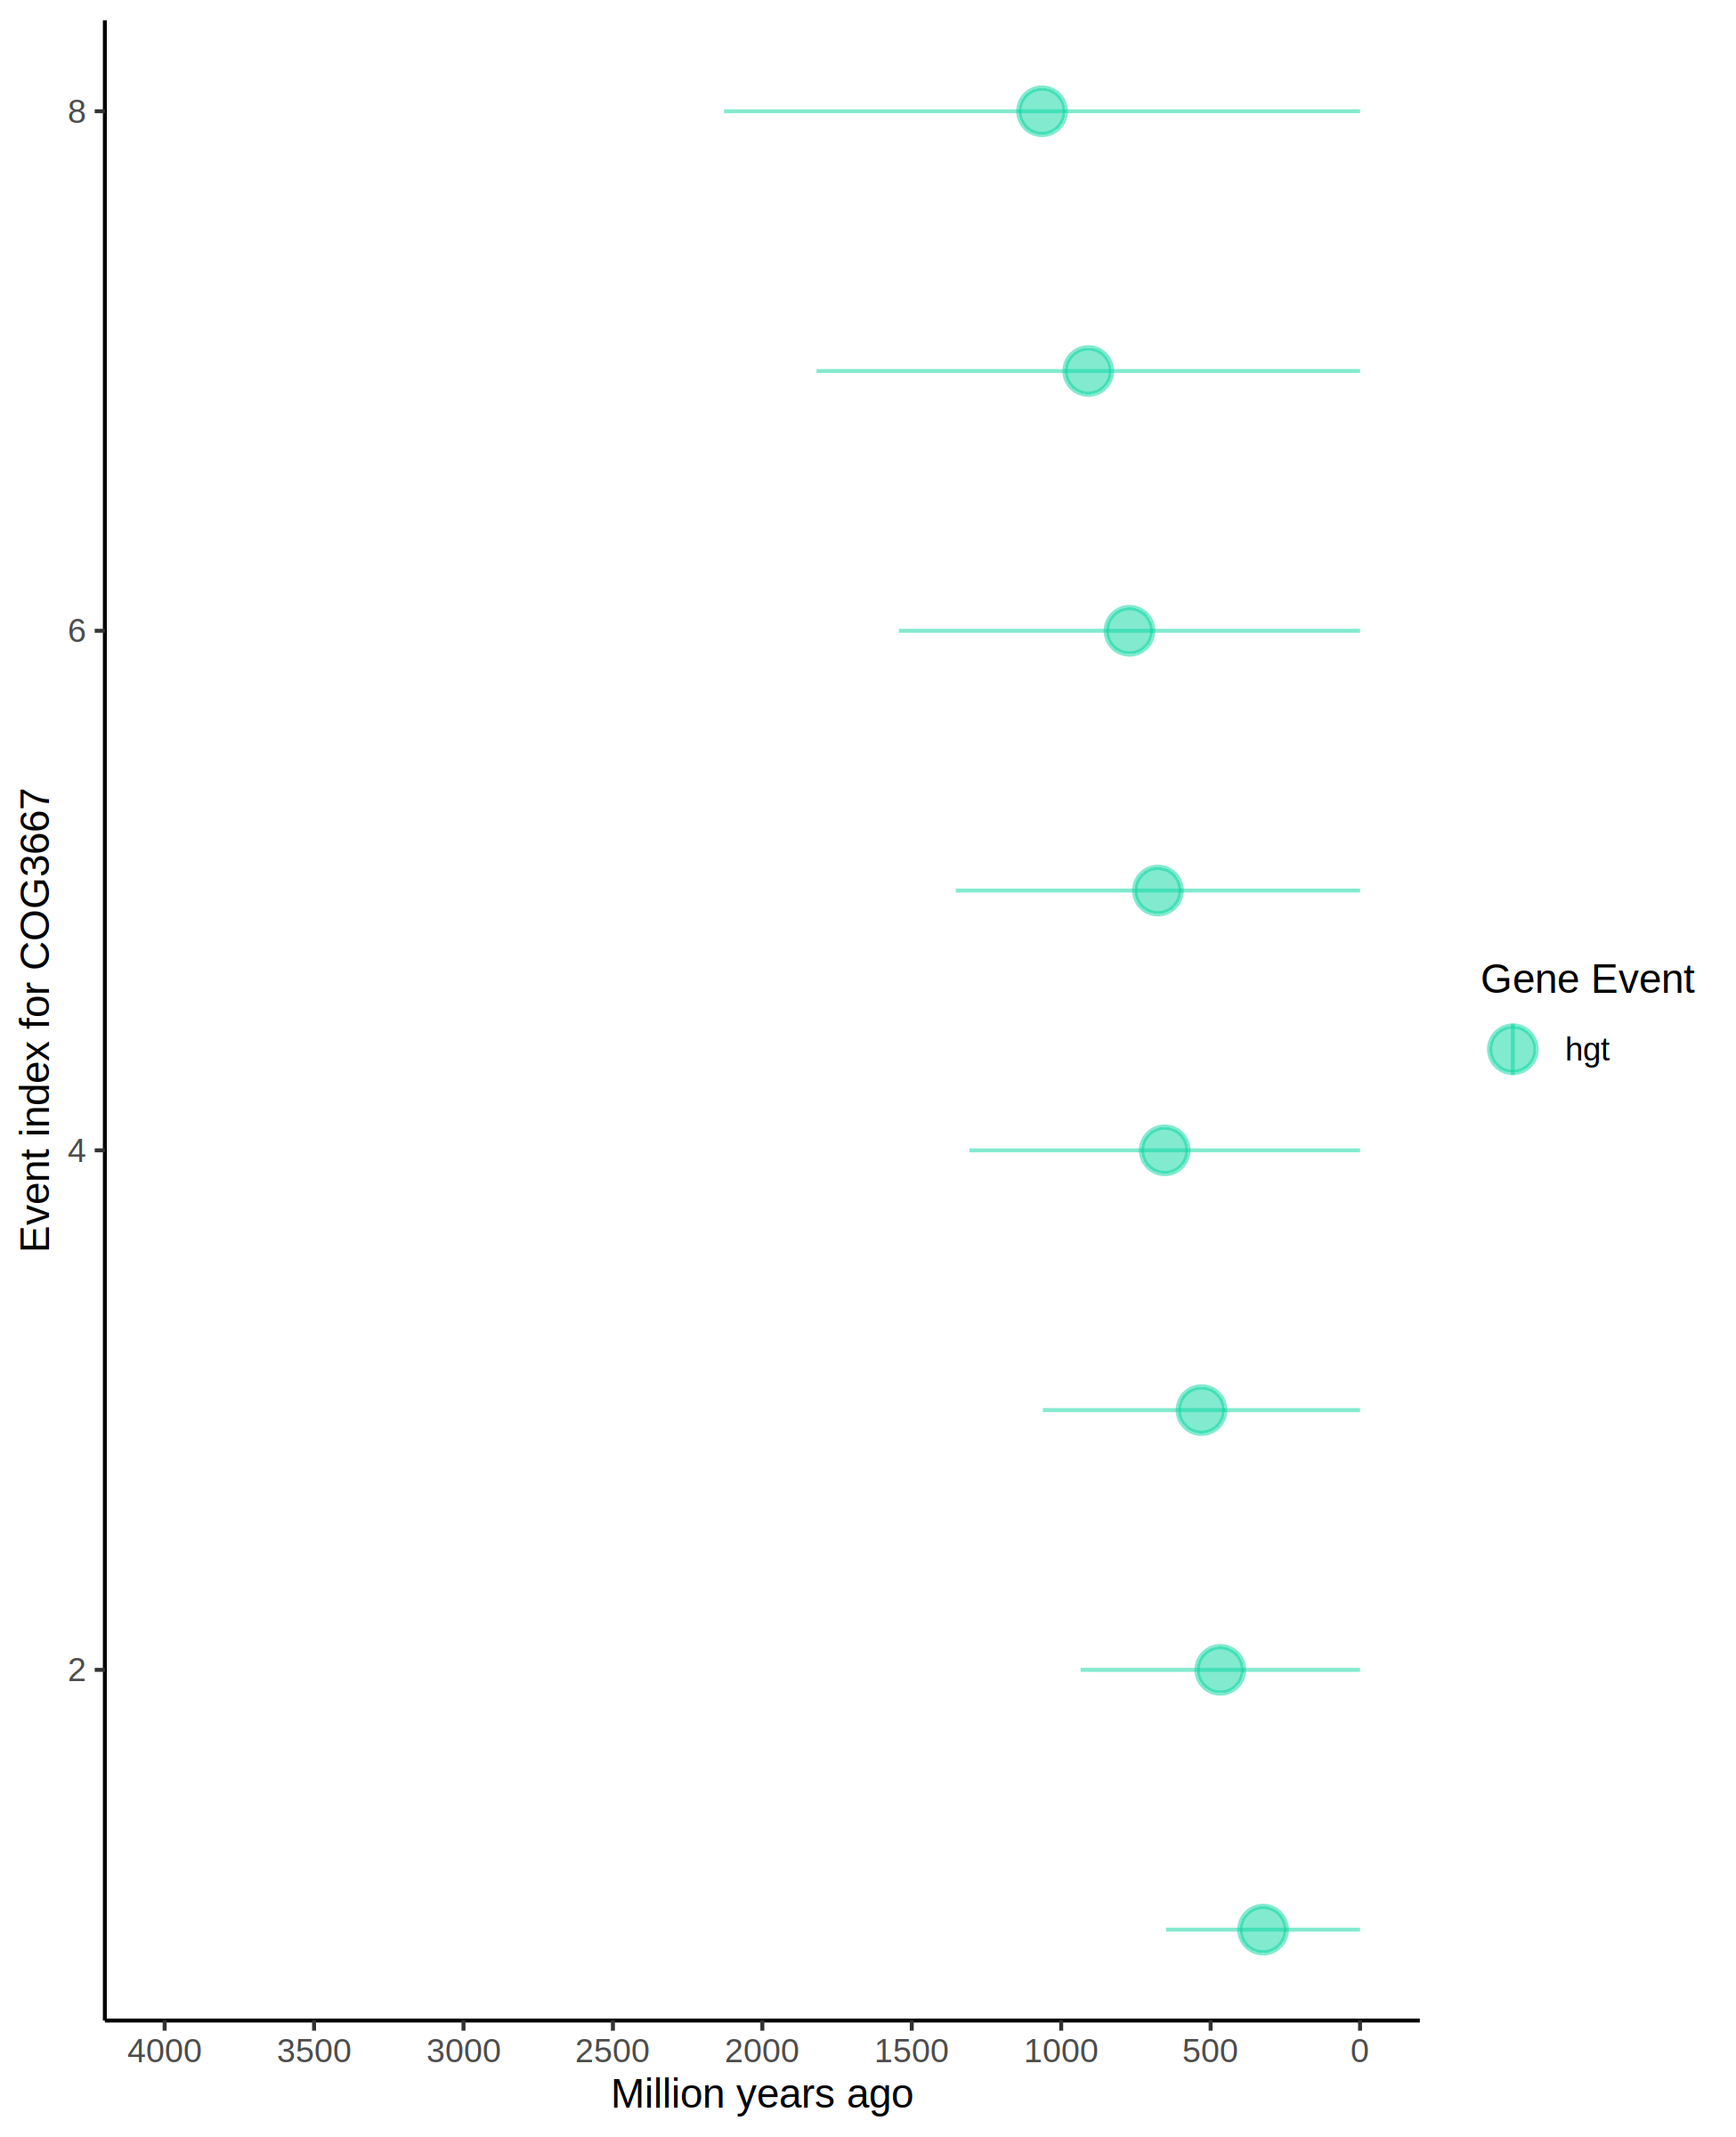 8
6
4
2
Event index for COG3667
4000 3500 3000 2500 2000 1500 1000 500 0
Million years ago
Gene Event
hgt